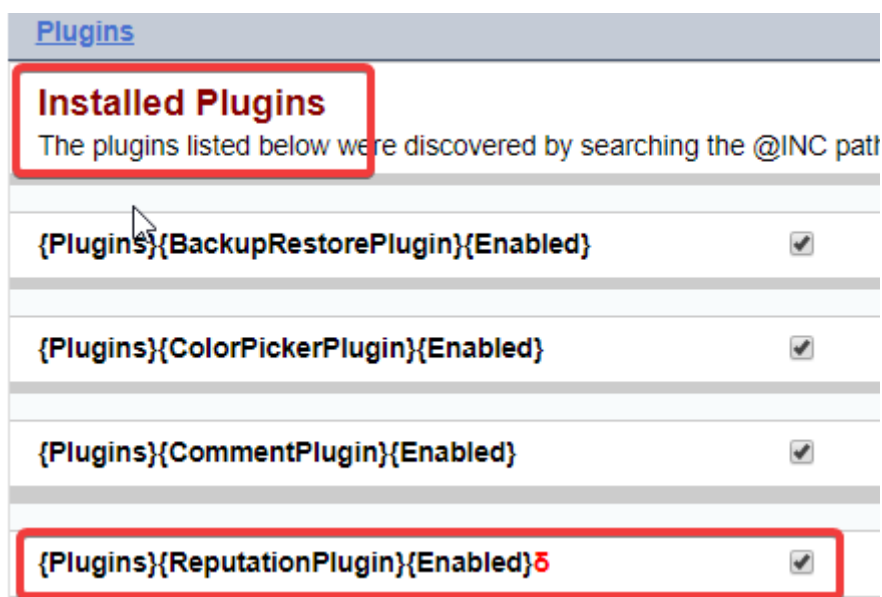 Plugins
Installed Plugins
The plugins listed below were discovered by searching the @INC path
{Plugins}{BackupRestorePlugin}{Enabled}
{Plugins}{ColorPickerPlugin}{Enabled}
{Plugins}{CommentPlugin}{Enabled}
{Plugins}{ReputationPlugin}{Enabled}δ